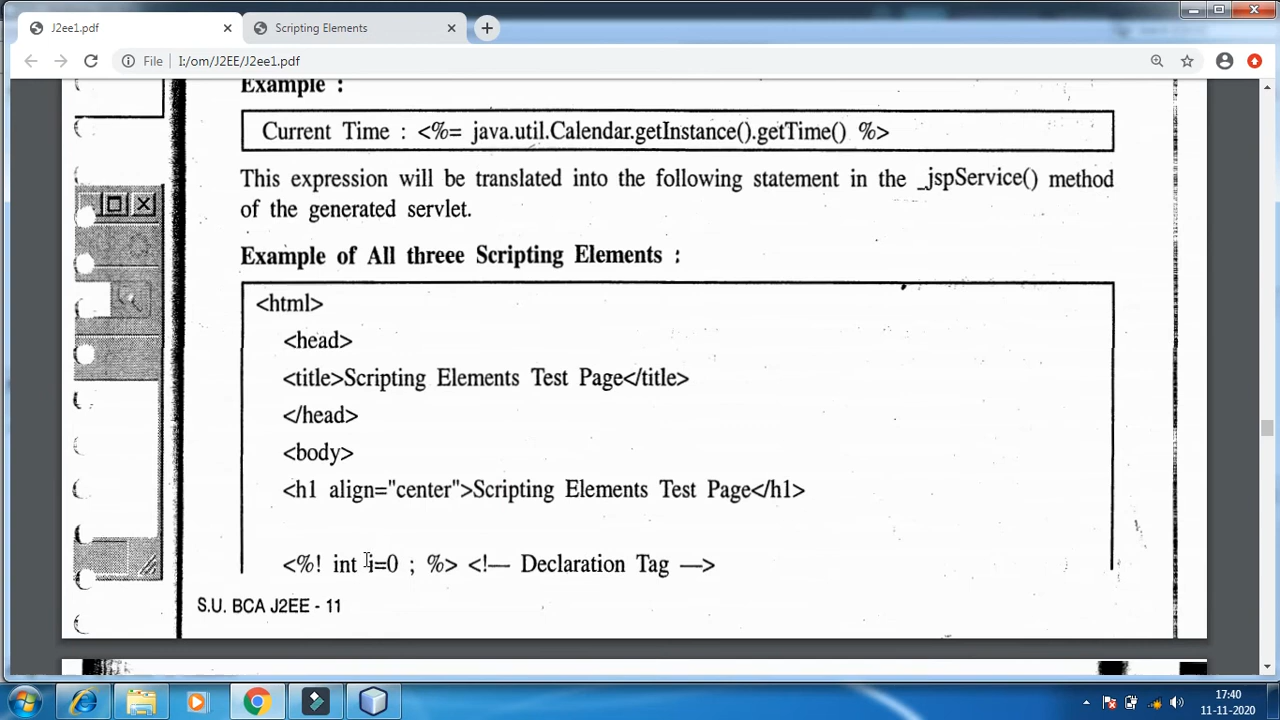 J2ee1.pdf
Scripting Elements
File I:/om/J2EE/J2ee1.pdf
Example :
Current Time : <%= java.util.Calendar.getInstance().getTime() %>
This expression will be translated into the following statement in the _jspService() method
of the generated servlet.
Example of All threee Scripting Elements :
<html>
<head>
<title>Scripting Elements Test Page</title>
</head>
<body>
<h1 align="center">Scripting Elements Test Page</h1>
<%! int i=0 ; %> <!— Declaration Tag —>
S.U. BCA J2EE - 11
17:40
11-11-2020